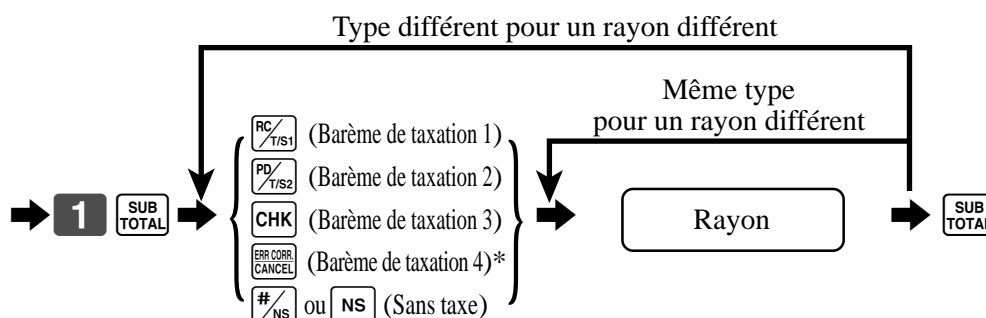 Type différent pour un rayon différent
Même type
pour un rayon différent
RC/T/S1 (Barème de taxation 1)
PD/T/S2 (Barème de taxation 2)
1 SUB TOTAL CHK (Barème de taxation 3) Rayon SUB TOTAL
ERR CORR. CANCEL (Barème de taxation 4)*
#/NS ou NS (Sans taxe)